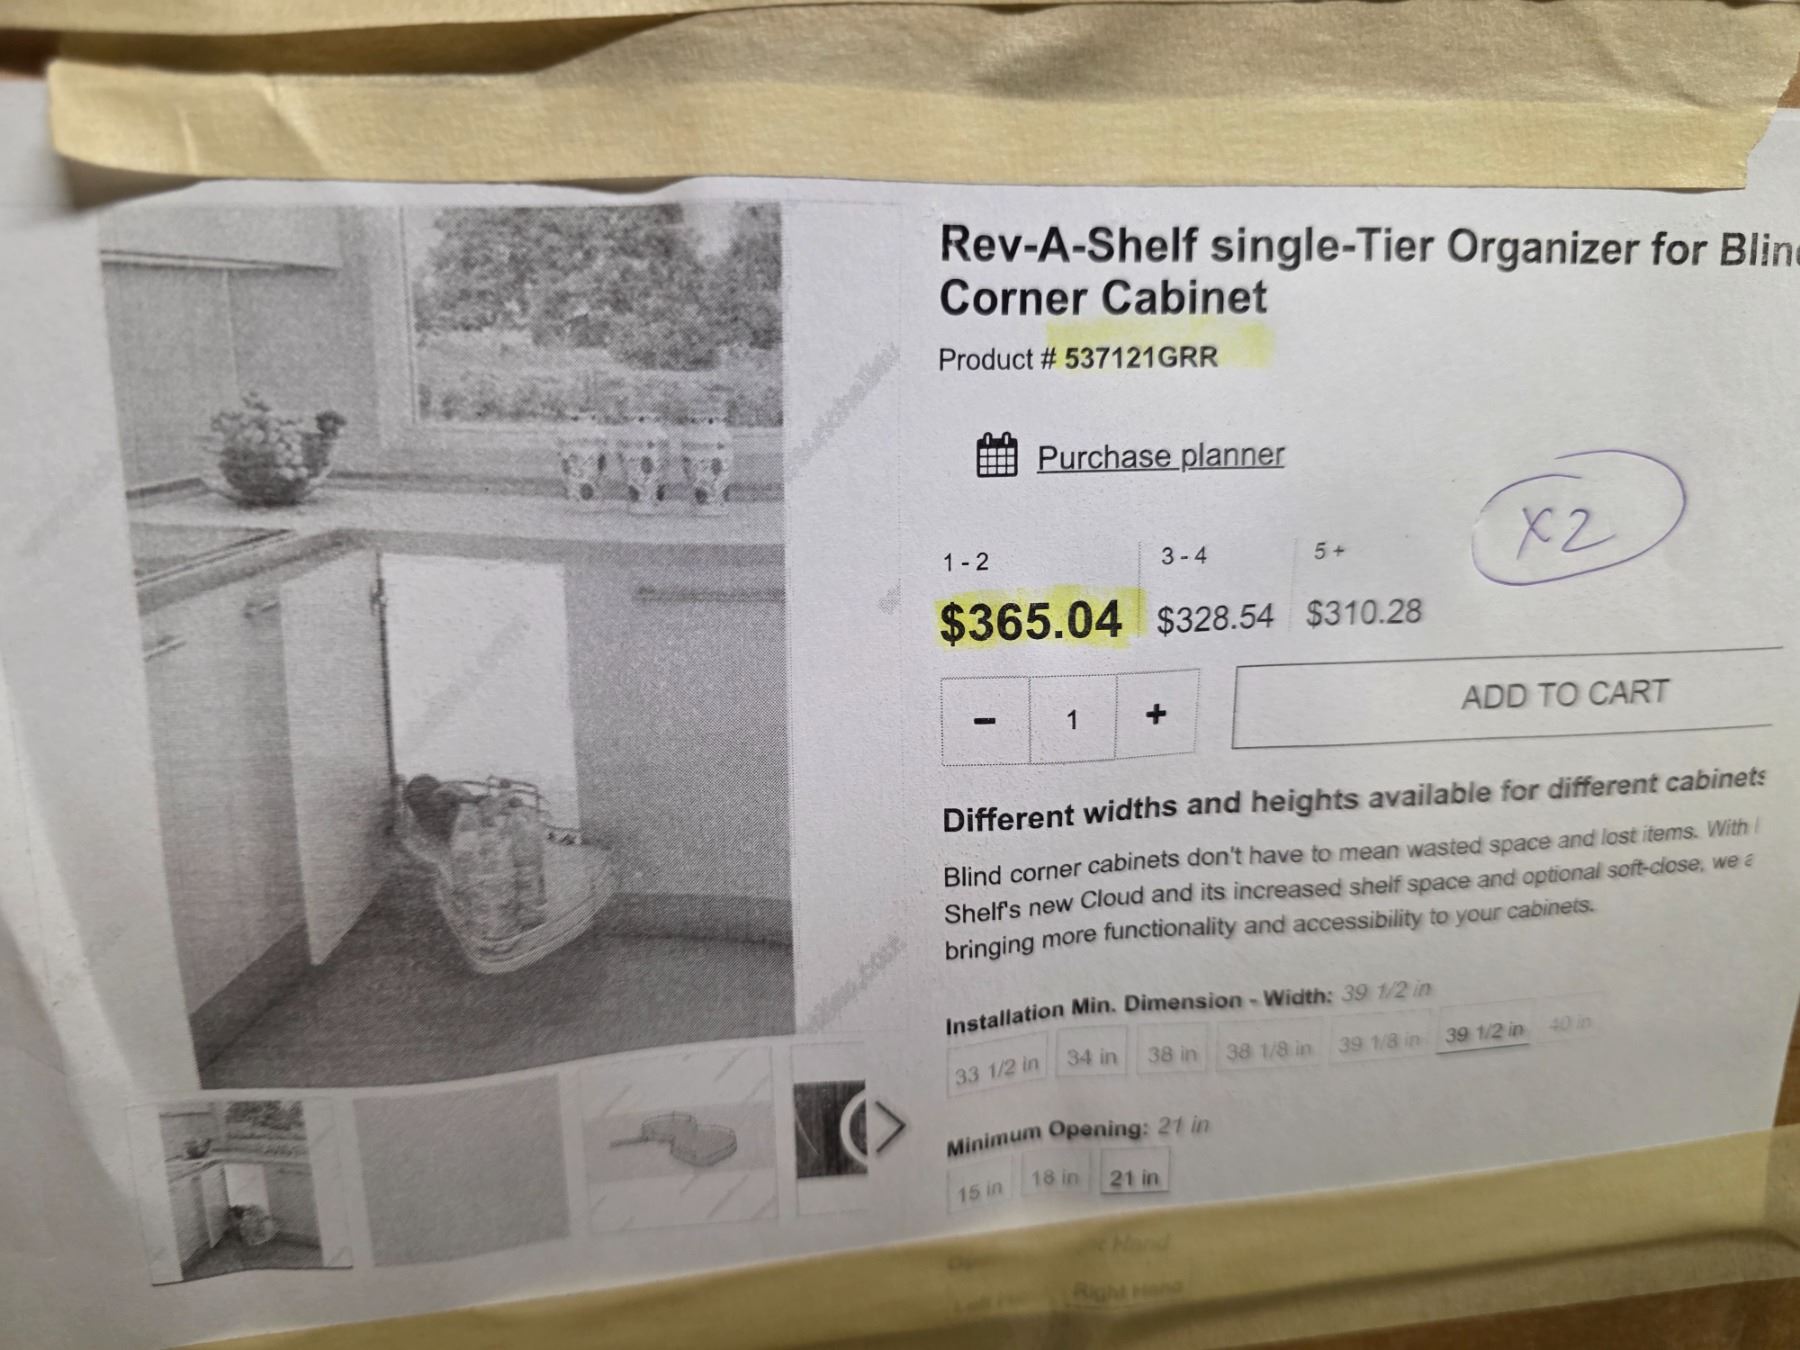 Rev-A-Shelf single-Tier Organizer for Blin
Corner Cabinet
Product # 537121GRR
Purchase planner
X2
1 - 2
3 - 4
5 +
$365.04
$328.54
$310.28
−
1
+
ADD TO CART
Different widths and heights available for different cabinets
Blind corner cabinets don't have to mean wasted space and lost items. With
Shelf's new Cloud and its increased shelf space and optional soft-close, we a
bringing more functionality and accessibility to your cabinets.
Installation Min. Dimension - Width: 39 1/2 in
33 1/2 in
34 in
38 in
38 1/8 in
39 1/8 in
39 1/2 in
40 in
Minimum Opening: 21 in
15 in
18 in
21 in
Hand
Right Hand